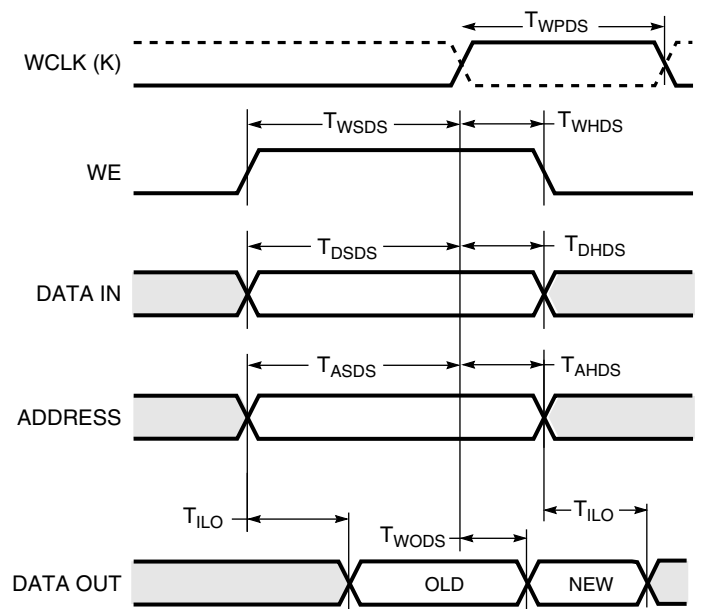 TWPDS
WCLK (K)
TWSDS TWHDS
WE
TDSDS TDHDS
DATA IN
TASDS TAHDS
ADDRESS
TILO TILO
TWODS
DATA OUT OLD NEW